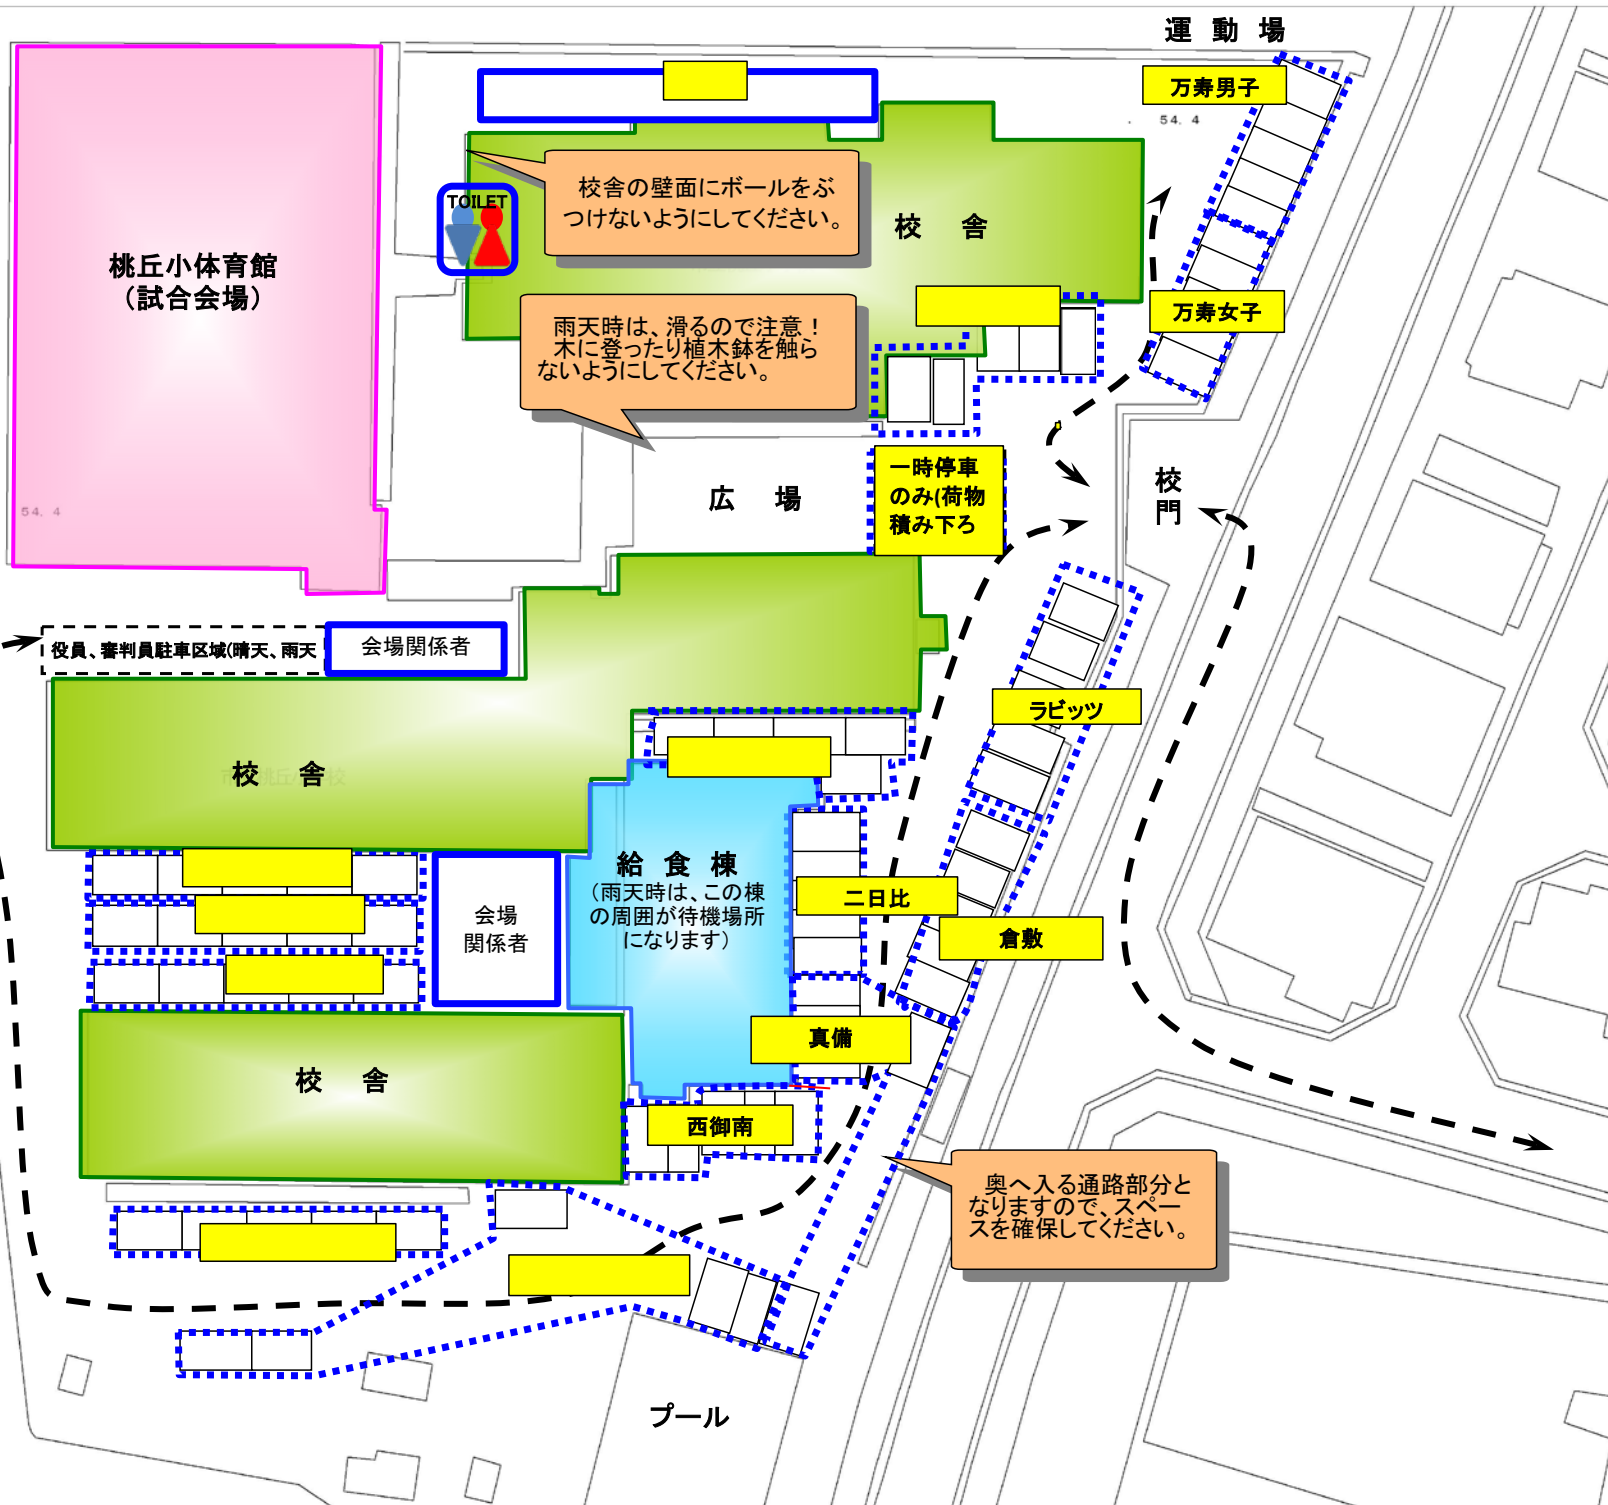 運 動 場
万寿男子
54. 4
TOILET
校舎の壁面にボールをぶ
つけないようにしてください。
校 舎
桃丘小体育館
（試合会場）
万寿女子
雨天時は、滑るので注意！
木に登ったり植木鉢を触ら
ないようにしてください。
一時停車
のみ(荷物
積み下ろ
広 場
校
門
54. 4
役員、審判員駐車区域(晴天、雨天
会場関係者
ラビッツ
校 舎
給 食 棟
（雨天時は、この棟
の周囲が待機場所
になります）
二日比
会場
関係者
倉敷
真備
校 舎
西御南
奥へ入る通路部分と
なりますので、スペー
スを確保してください。
プール